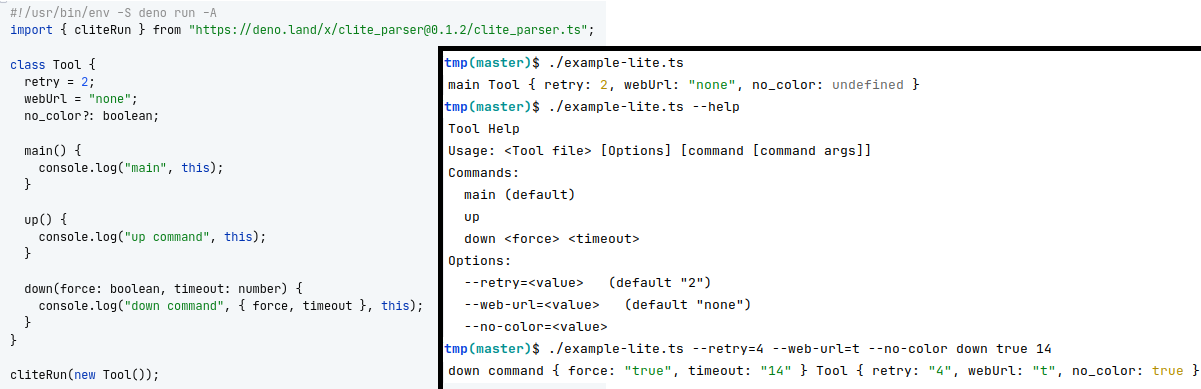 #!/usr/bin/env -S deno run -A
import { cliteRun } from "https://deno.land/x/clite_parser@0.1.2/clite_parser.ts";

class Tool {
  retry = 2;
  webUrl = "none";
  no_color?: boolean;

  main() {
    console.log("main", this);
  }

  up() {
    console.log("up command", this);
  }

  down(force: boolean, timeout: number) {
    console.log("down command", { force, timeout }, this);
  }
}

cliteRun(new Tool());

tmp(master)$ ./example-lite.ts
main Tool { retry: 2, webUrl: "none", no_color: undefined }
tmp(master)$ ./example-lite.ts --help
Tool Help
Usage: <Tool file> [Options] [command [command args]]
Commands:
  main (default)
  up
  down <force> <timeout>
Options:
  --retry=<value>   (default "2")
  --web-url=<value>   (default "none")
  --no-color=<value>
tmp(master)$ ./example-lite.ts --retry=4 --web-url=t --no-color down true 14
down command { force: "true", timeout: "14" } Tool { retry: "4", webUrl: "t", no_color: true }